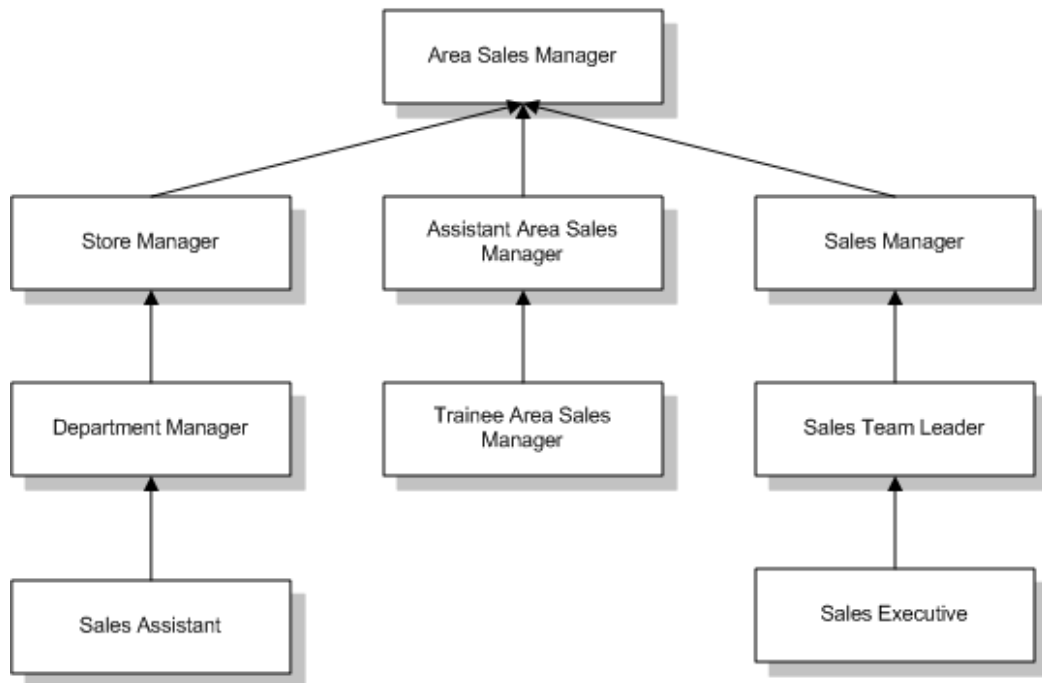 Area Sales Manager
Store Manager
Assistant Area Sales
Manager
Sales Manager
Department Manager
Trainee Area Sales
Manager
Sales Team Leader
Sales Assistant
Sales Executive